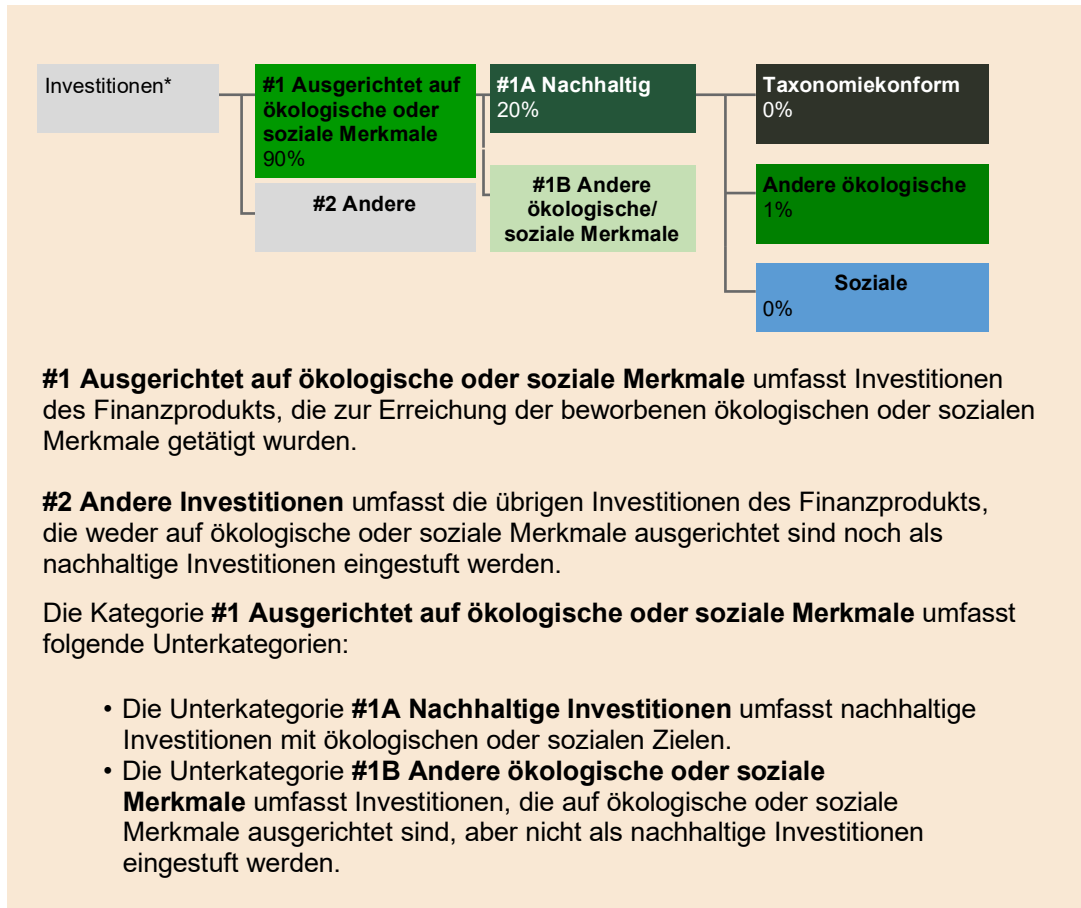 Investitionen*
#1 Ausgerichtet auf
ökologische oder
soziale Merkmale
90%
#2 Andere
#1A Nachhaltig
20%
#1B Andere
ökologische/
soziale Merkmale
Taxonomiekonform
0%
Andere ökologische
1%
Soziale
0%
#1 Ausgerichtet auf ökologische oder soziale Merkmale umfasst Investitionen
des Finanzprodukts, die zur Erreichung der beworbenen ökologischen oder sozialen
Merkmale getätigt wurden.
#2 Andere Investitionen umfasst die übrigen Investitionen des Finanzprodukts,
die weder auf ökologische oder soziale Merkmale ausgerichtet sind noch als
nachhaltige Investitionen eingestuft werden.
Die Kategorie #1 Ausgerichtet auf ökologische oder soziale Merkmale umfasst
folgende Unterkategorien:
• Die Unterkategorie #1A Nachhaltige Investitionen umfasst nachhaltige
Investitionen mit ökologischen oder sozialen Zielen.
• Die Unterkategorie #1B Andere ökologische oder soziale
Merkmale umfasst Investitionen, die auf ökologische oder soziale
Merkmale ausgerichtet sind, aber nicht als nachhaltige Investitionen
eingestuft werden.